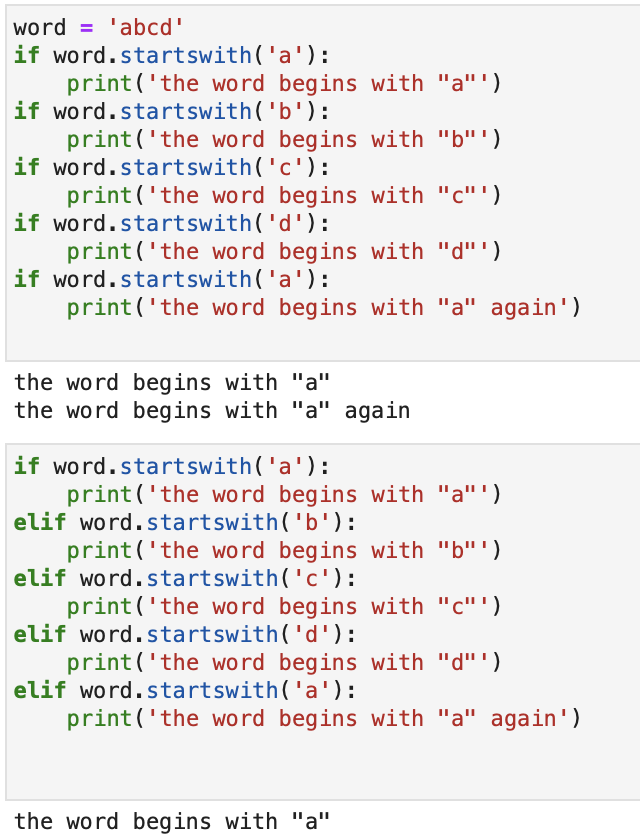 word = 'abcd'
if word.startswith('a'):
    print('the word begins with "a"')
if word.startswith('b'):
    print('the word begins with "b"')
if word.startswith('c'):
    print('the word begins with "c"')
if word.startswith('d'):
    print('the word begins with "d"')
if word.startswith('a'):
    print('the word begins with "a" again')
the word begins with "a"
the word begins with "a" again
if word.startswith('a'):
    print('the word begins with "a"')
elif word.startswith('b'):
    print('the word begins with "b"')
elif word.startswith('c'):
    print('the word begins with "c"')
elif word.startswith('d'):
    print('the word begins with "d"')
elif word.startswith('a'):
    print('the word begins with "a" again')
the word begins with "a"